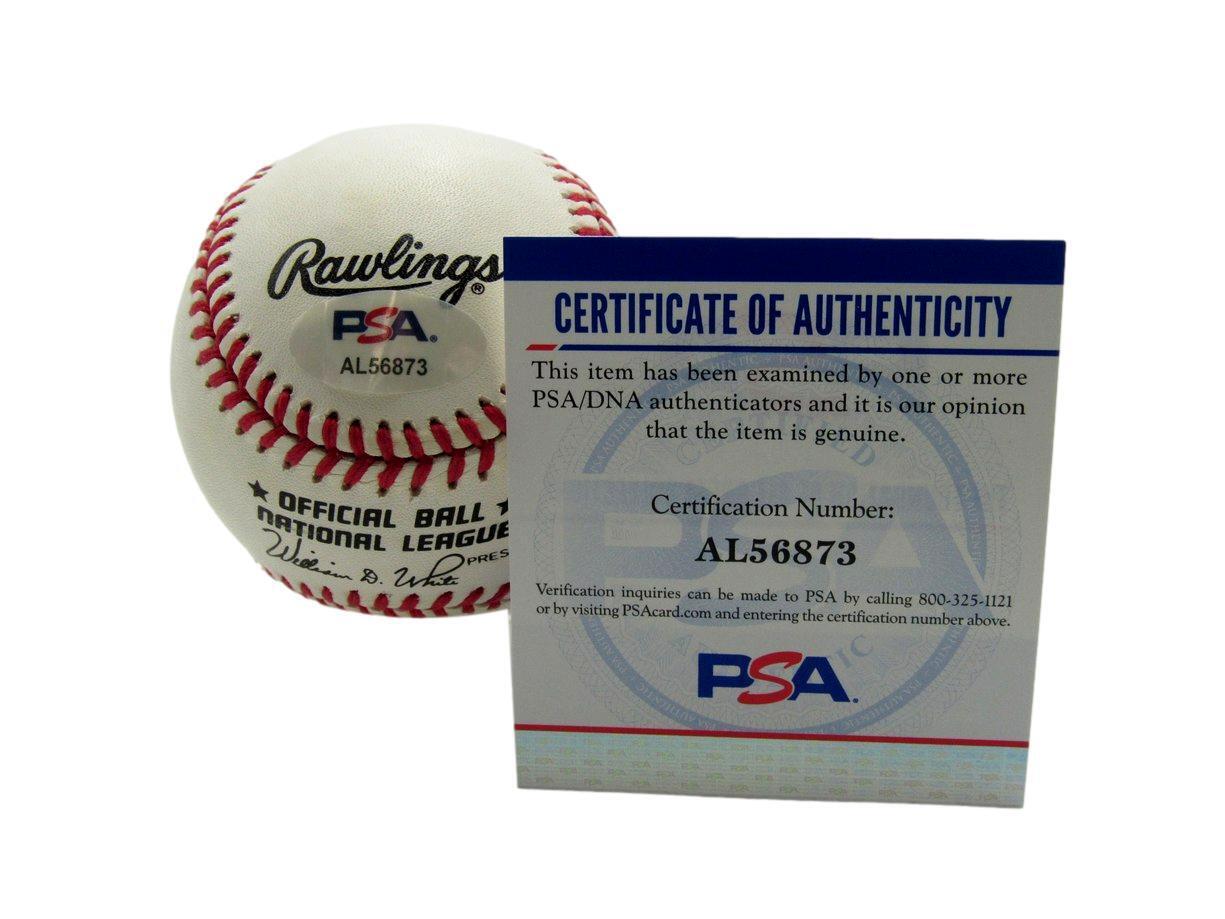 Rawlings®
PSA.
AL56873
★ OFFICIAL BALL ★
NATIONAL LEAGUE
William D. White PRES
CERTIFICATE OF AUTHENTICITY
This item has been examined by one or more
PSA/DNA authenticators and it is our opinion
that the item is genuine.
Certification Number:
AL56873
Verification inquiries can be made to PSA by calling 800-325-1121
or by visiting PSAcard.com and entering the certification number above.
PSA.